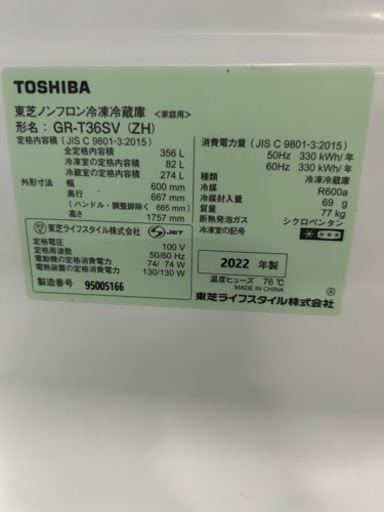 TOSHIBA
東芝ノンフロン冷凍冷蔵庫 <家庭用>
形名: GR-T36SV (ZH)
定格内容積 (JIS C 9801-3:2015)
全定格内容積 356 L
冷凍室の定格内容積 82 L
冷蔵室の定格内容積 274 L
外形寸法 幅 600 mm
奥行 667 mm
(ハンドル・調整脚除く 665 mm)
高さ 1757 mm
消費電力量 (JIS C 9801-3:2015)
50Hz 330 kWh/年
60Hz 330 kWh/年
種類 冷凍冷蔵庫
冷媒 R600a
冷媒封入量 69 g
質量 77 kg
断熱発泡ガス シクロペンタン
冷凍室の記号
東芝ライフスタイル株式会社 S JET
定格電圧 100 V
定格周波数 50/60 Hz
電動機の定格消費電力 74/ 74 W
電熱装置の定格消費電力 130/130 W
製造番号 95005166
2022 年製
温度ヒューズ 76℃
MADE IN CHINA
東芝ライフスタイル株式会社